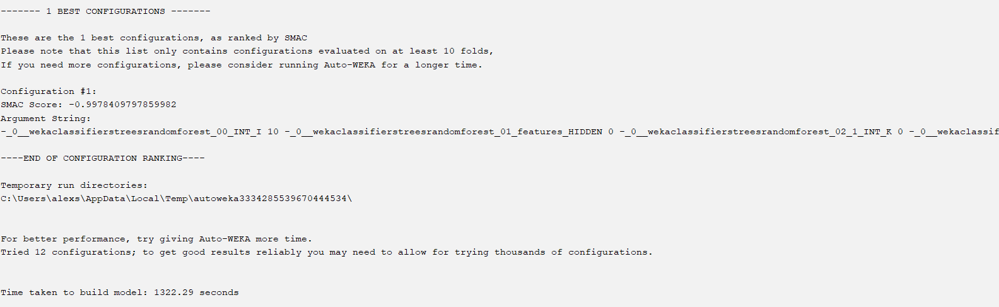 ------- 1 BEST CONFIGURATIONS -------
These are the 1 best configurations, as ranked by SMAC
Please note that this list only contains configurations evaluated on at least 10 folds,
If you need more configurations, please consider running Auto-WEKA for a longer time.
Configuration #1:
SMAC Score: -0.9978409797859982
Argument String:
-_0__wekaclassifierstreesrandomforest_00_INT_I 10 -_0__wekaclassifierstreesrandomforest_01_features_HIDDEN 0 -_0__wekaclassifierstreesrandomforest_02_1_INT_K 0 -_0__wekaclassif
----END OF CONFIGURATION RANKING----
Temporary run directories:
C:\Users\alexs\AppData\Local\Temp\autoweka3334285539670444534\
For better performance, try giving Auto-WEKA more time.
Tried 12 configurations; to get good results reliably you may need to allow for trying thousands of configurations.
Time taken to build model: 1322.29 seconds